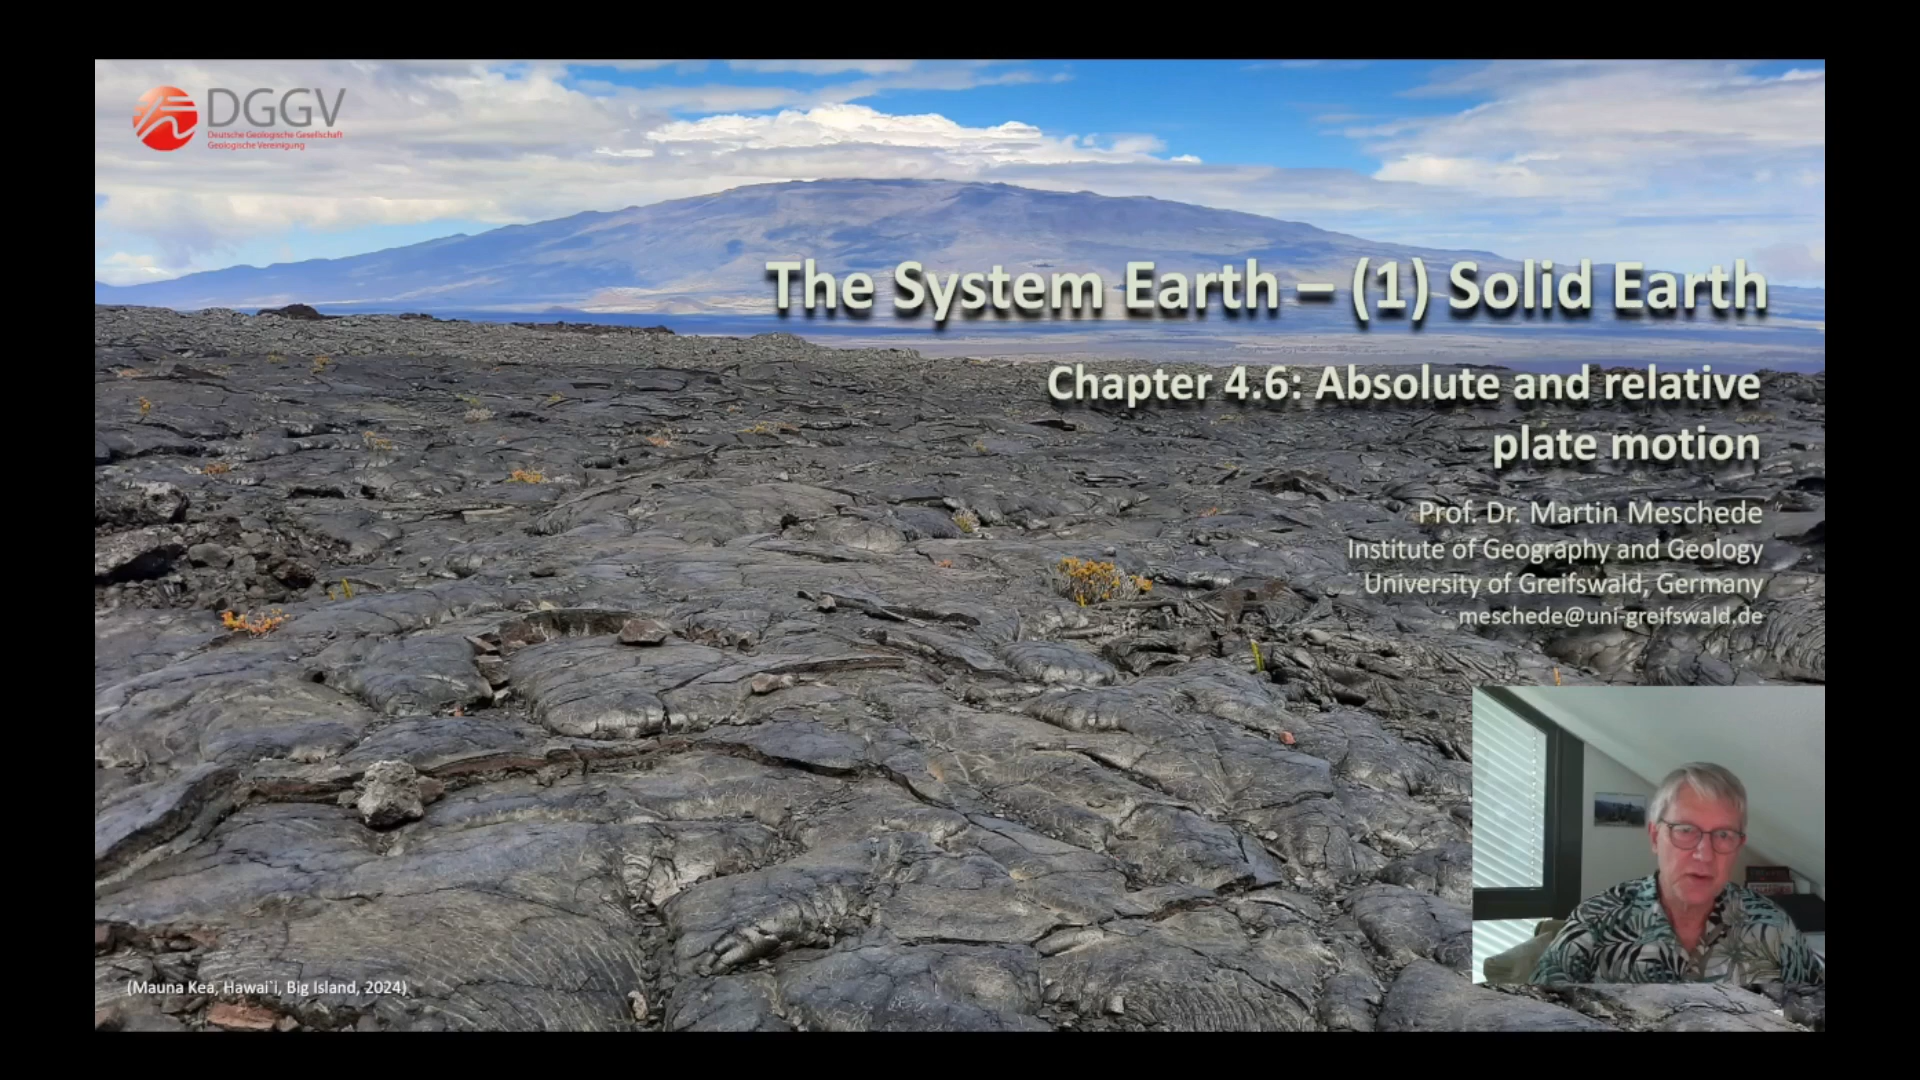 DGGV
Deutsche Geologische Gesellschaft
Geologische Vereinigung
The System Earth – (1) Solid Earth
Chapter 4.6: Absolute and relative
plate motion
Prof. Dr. Martin Meschede
Institute of Geography and Geology
University of Greifswald, Germany
meschede@uni-greifswald.de
(Mauna Kea, Hawai`i, Big Island, 2024)